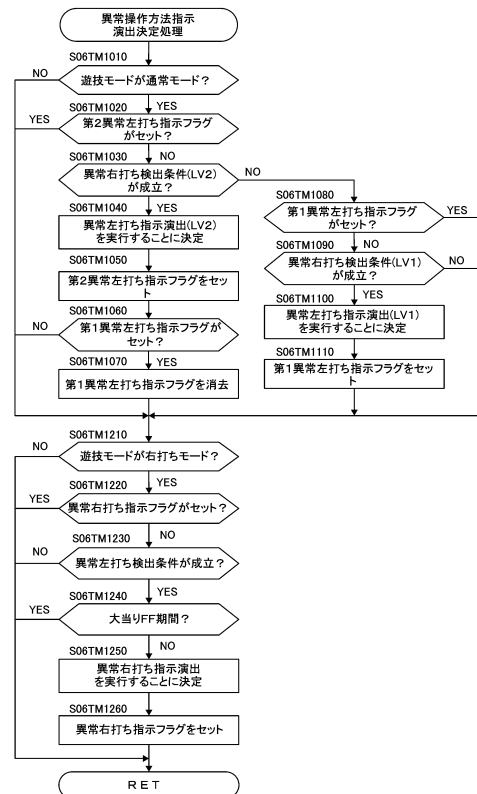 異常操作方法指示
演出決定処理
S06TM1010
NO
遊技モードが通常モード？
S06TM1020
YES
YES
第2異常左打ち指示フラグ
がセット？
S06TM1030
NO
NO
異常右打ち検出条件(LV2)
が成立？
S06TM1080
S06TM1040
YES
第1異常左打ち指示フラグ
がセット？
YES
異常左打ち指示演出(LV2)
を実行することに決定
S06TM1090
NO
S06TM1050
異常右打ち検出条件(LV1)
が成立？
NO
第2異常左打ち指示フラグをセッ
ト
S06TM1100
YES
S06TM1060
異常左打ち指示演出(LV1)
を実行することに決定
NO
第1異常左打ち指示フラグが
セット？
S06TM1110
S06TM1070
YES
第1異常左打ち指示フラグをセッ
ト
第1異常左打ち指示フラグを消去
S06TM1210
NO
遊技モードが右打ちモード？
S06TM1220
YES
YES
異常右打ち指示フラグがセット？
S06TM1230
NO
NO
異常左打ち検出条件が成立？
S06TM1240
YES
YES
大当りFF期間？
S06TM1250
NO
異常右打ち指示演出
を実行することに決定
S06TM1260
異常右打ち指示フラグをセット
RET